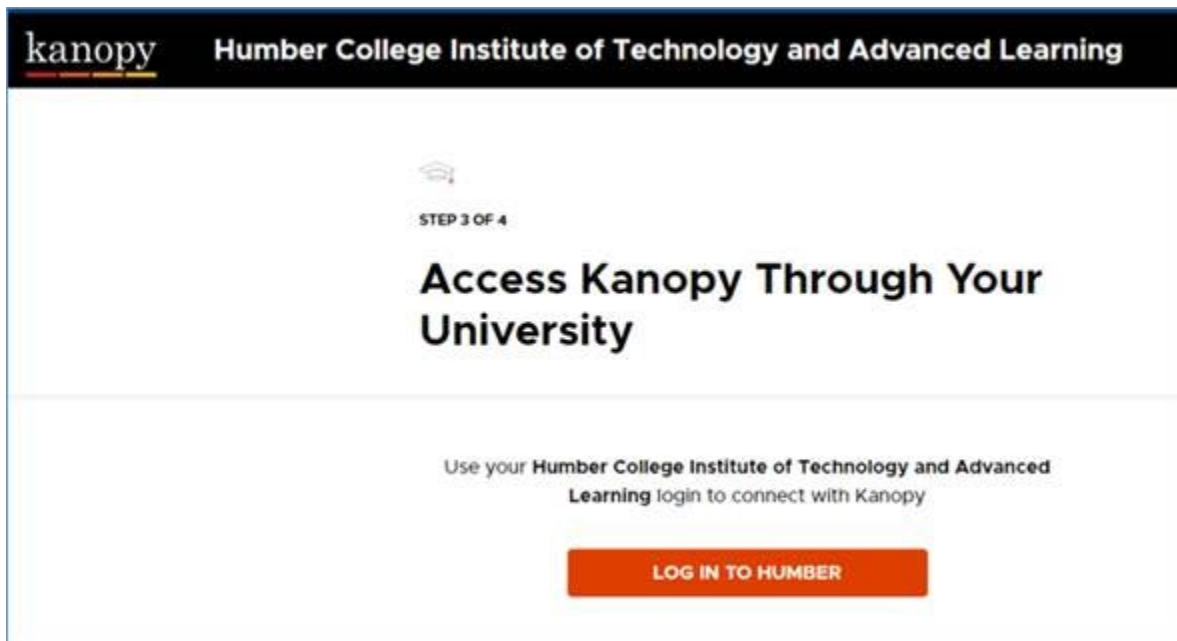 kanopy Humber College Institute of Technology and Advanced Learning
STEP 3 OF 4
Access Kanopy Through Your
University
Use your Humber College Institute of Technology and Advanced
Learning login to connect with Kanopy
LOG IN TO HUMBER